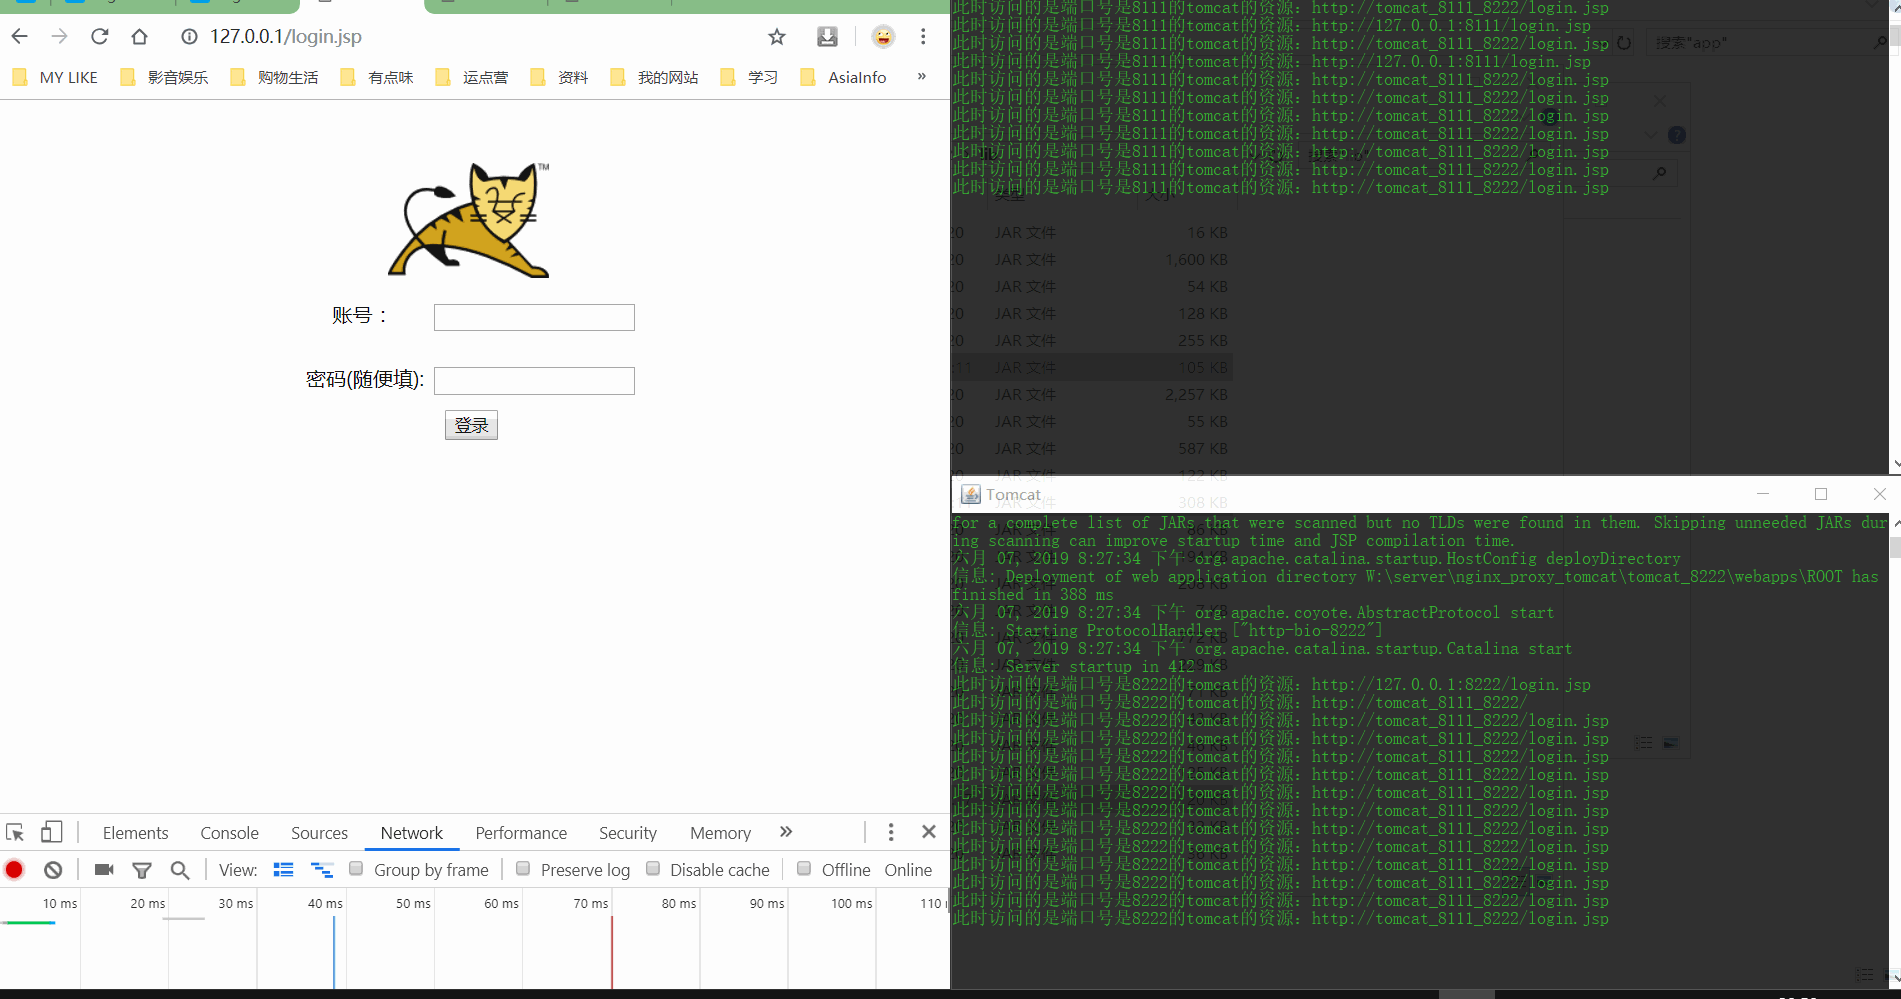 127.0.0.1/login.jsp
MY LIKE
影音娱乐
购物生活
有点味
运点营
资料
我的网站
学习
AsiaInfo
»
TM
账号 :
密码(随便填):
登录
Elements Console Sources Network Performance Security Memory »
View: Group by frame Preserve log Disable cache Offline Online
10 ms 20 ms 30 ms 40 ms 50 ms 60 ms 70 ms 80 ms 90 ms 100 ms
此时访问的是端口号是8111的tomcat的资源: http://tomcat_8111_8222/login.jsp
此时访问的是端口号是8111的tomcat的资源: http://127.0.0.1:8111/login.jsp
此时访问的是端口号是8111的tomcat的资源: http://tomcat_8111_8222/login.jsp
此时访问的是端口号是8111的tomcat的资源: http://127.0.0.1:8111/login.jsp
此时访问的是端口号是8111的tomcat的资源: http://tomcat_8111_8222/login.jsp
此时访问的是端口号是8111的tomcat的资源: http://tomcat_8111_8222/login.jsp
此时访问的是端口号是8111的tomcat的资源: http://tomcat_8111_8222/login.jsp
此时访问的是端口号是8111的tomcat的资源: http://tomcat_8111_8222/login.jsp
此时访问的是端口号是8111的tomcat的资源: http://tomcat_8111_8222/login.jsp
此时访问的是端口号是8111的tomcat的资源: http://tomcat_8111_8222/login.jsp
此时访问的是端口号是8111的tomcat的资源: http://tomcat_8111_8222/login.jsp
搜索"app"
类型 大小
20 JAR 文件 16 KB
20 JAR 文件 1,600 KB
20 JAR 文件 54 KB
20 JAR 文件 128 KB
20 JAR 文件 255 KB
:11 JAR 文件 105 KB
20 JAR 文件 2,257 KB
20 JAR 文件 55 KB
20 JAR 文件 587 KB
20 JAR 文件 122 KB
JAR 文件 308 KB
Tomcat
for a complete list of JARs that were scanned but no TLDs were found in them. Skipping unneeded JARs dur
ing scanning can improve startup time and JSP compilation time.
六月 07, 2019 8:27:34 下午 org.apache.catalina.startup.HostConfig deployDirectory
信息: Deployment of web application directory W:\server\nginx_proxy_tomcat\tomcat_8222\webapps\ROOT has
finished in 388 ms
六月 07, 2019 8:27:34 下午 org.apache.coyote.AbstractProtocol start
信息: Starting ProtocolHandler ["http-bio-8222"]
六月 07, 2019 8:27:34 下午 org.apache.catalina.startup.Catalina start
信息: Server startup in 412 ms
此时访问的是端口号是8222的tomcat的资源: http://127.0.0.1:8222/login.jsp
此时访问的是端口号是8222的tomcat的资源: http://tomcat_8111_8222/
此时访问的是端口号是8222的tomcat的资源: http://tomcat_8111_8222/login.jsp
此时访问的是端口号是8222的tomcat的资源: http://tomcat_8111_8222/login.jsp
此时访问的是端口号是8222的tomcat的资源: http://tomcat_8111_8222/login.jsp
此时访问的是端口号是8222的tomcat的资源: http://tomcat_8111_8222/login.jsp
此时访问的是端口号是8222的tomcat的资源: http://tomcat_8111_8222/login.jsp
此时访问的是端口号是8222的tomcat的资源: http://tomcat_8111_8222/login.jsp
此时访问的是端口号是8222的tomcat的资源: http://tomcat_8111_8222/login.jsp
此时访问的是端口号是8222的tomcat的资源: http://tomcat_8111_8222/login.jsp
此时访问的是端口号是8222的tomcat的资源: http://tomcat_8111_8222/login.jsp
此时访问的是端口号是8222的tomcat的资源: http://tomcat_8111_8222/login.jsp
此时访问的是端口号是8222的tomcat的资源: http://tomcat_8111_8222/login.jsp
此时访问的是端口号是8222的tomcat的资源: http://tomcat_8111_8222/login.jsp